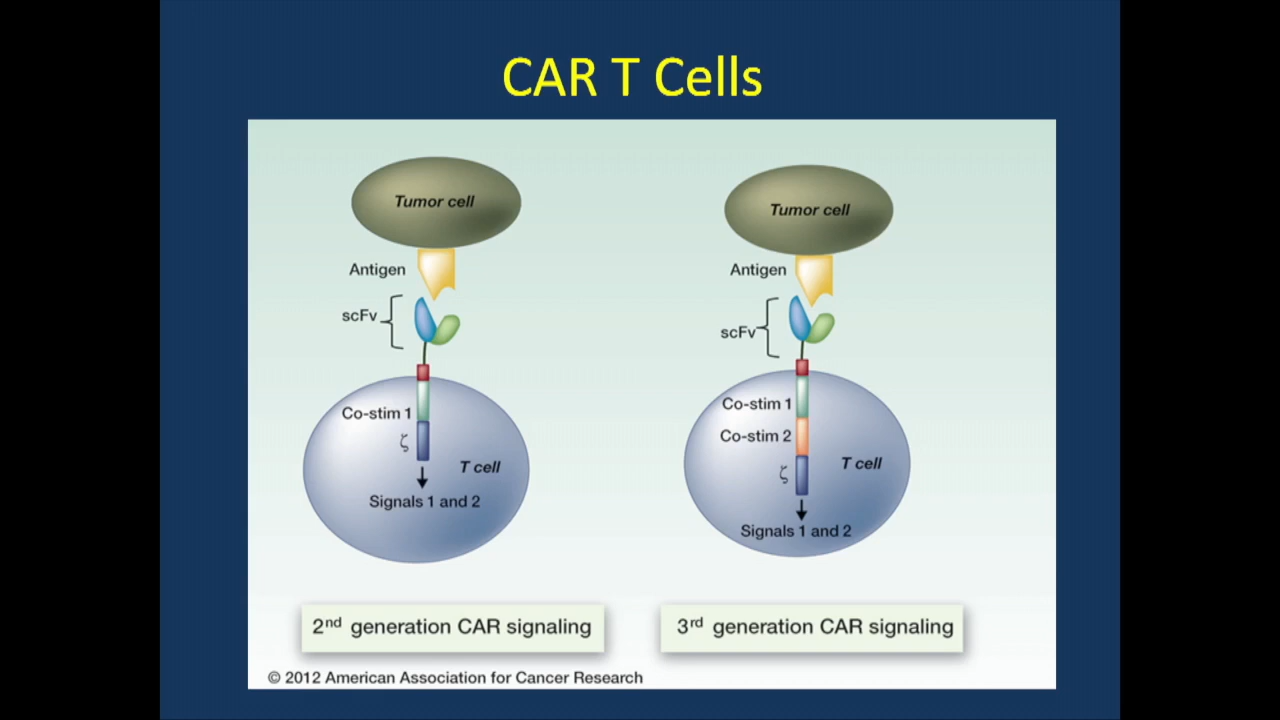 CAR T Cells
Tumor cell
Antigen
scFv
Co-stim 1
ζ
T cell
Signals 1 and 2
2nd generation CAR signaling
Tumor cell
Antigen
scFv
Co-stim 1
Co-stim 2
ζ
T cell
Signals 1 and 2
3rd generation CAR signaling
© 2012 American Association for Cancer Research